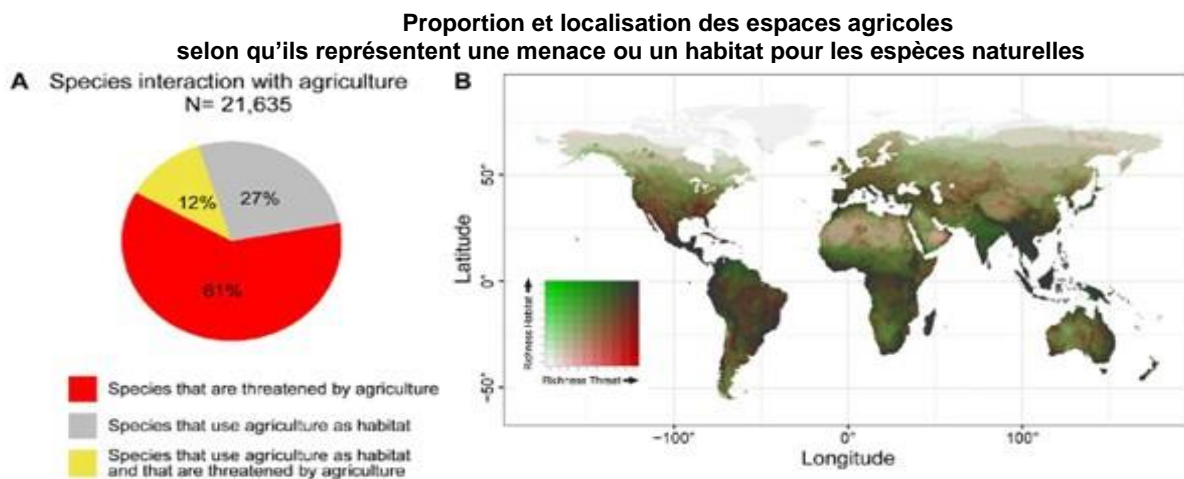 Proportion et localisation des espaces agricoles
selon qu'ils représentent une menace ou un habitat pour les espèces naturelles
A Species interaction with agriculture
N= 21,635
12%
27%
61%
Species that are threatened by agriculture
Species that use agriculture as habitat
Species that use agriculture as habitat
and that are threatened by agriculture
B
Latitude
50°
0°
−50°
Richness Habitat
Richness Threat
−100°
0°
100°
Longitude